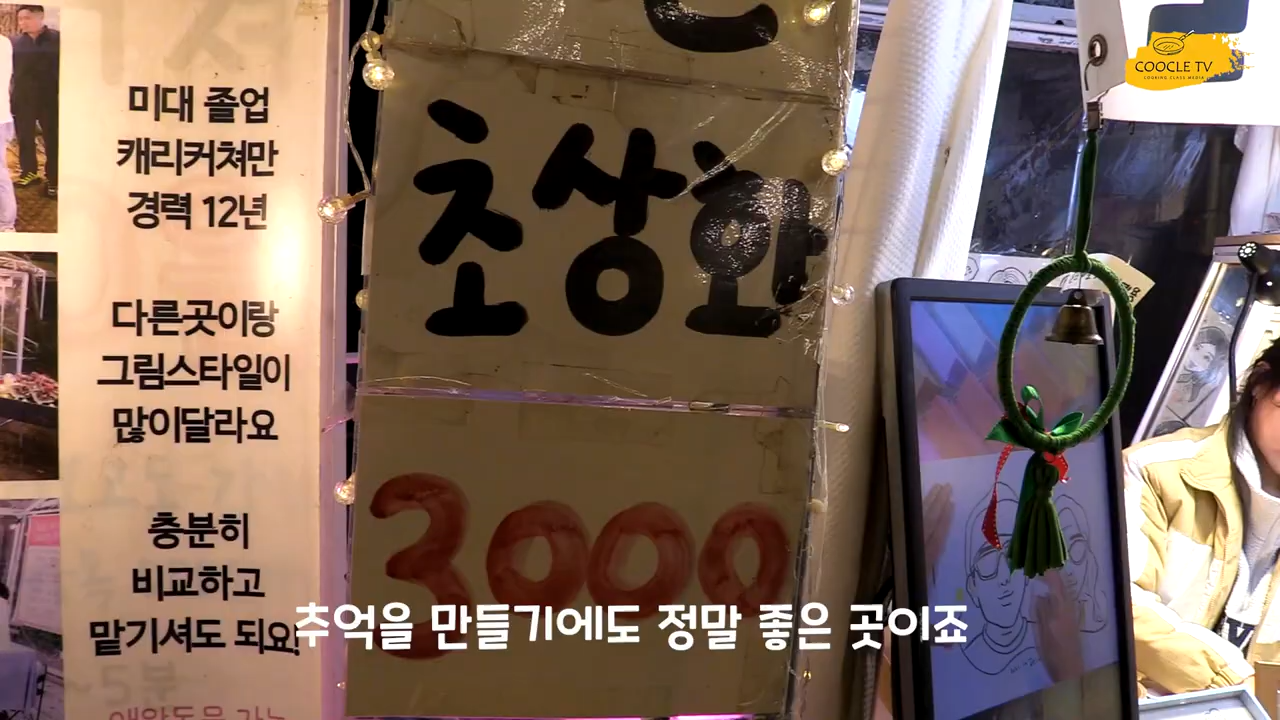 미대 졸업
캐리커쳐만
경력 12년
다른곳이랑
그림스타일이
많이달라요
충분히
비교하고
맡기셔도 되요!
초상화
3000
추억을 만들기에도 정말 좋은 곳이죠
COOCLE TV
COOKING CLASS MEDIA